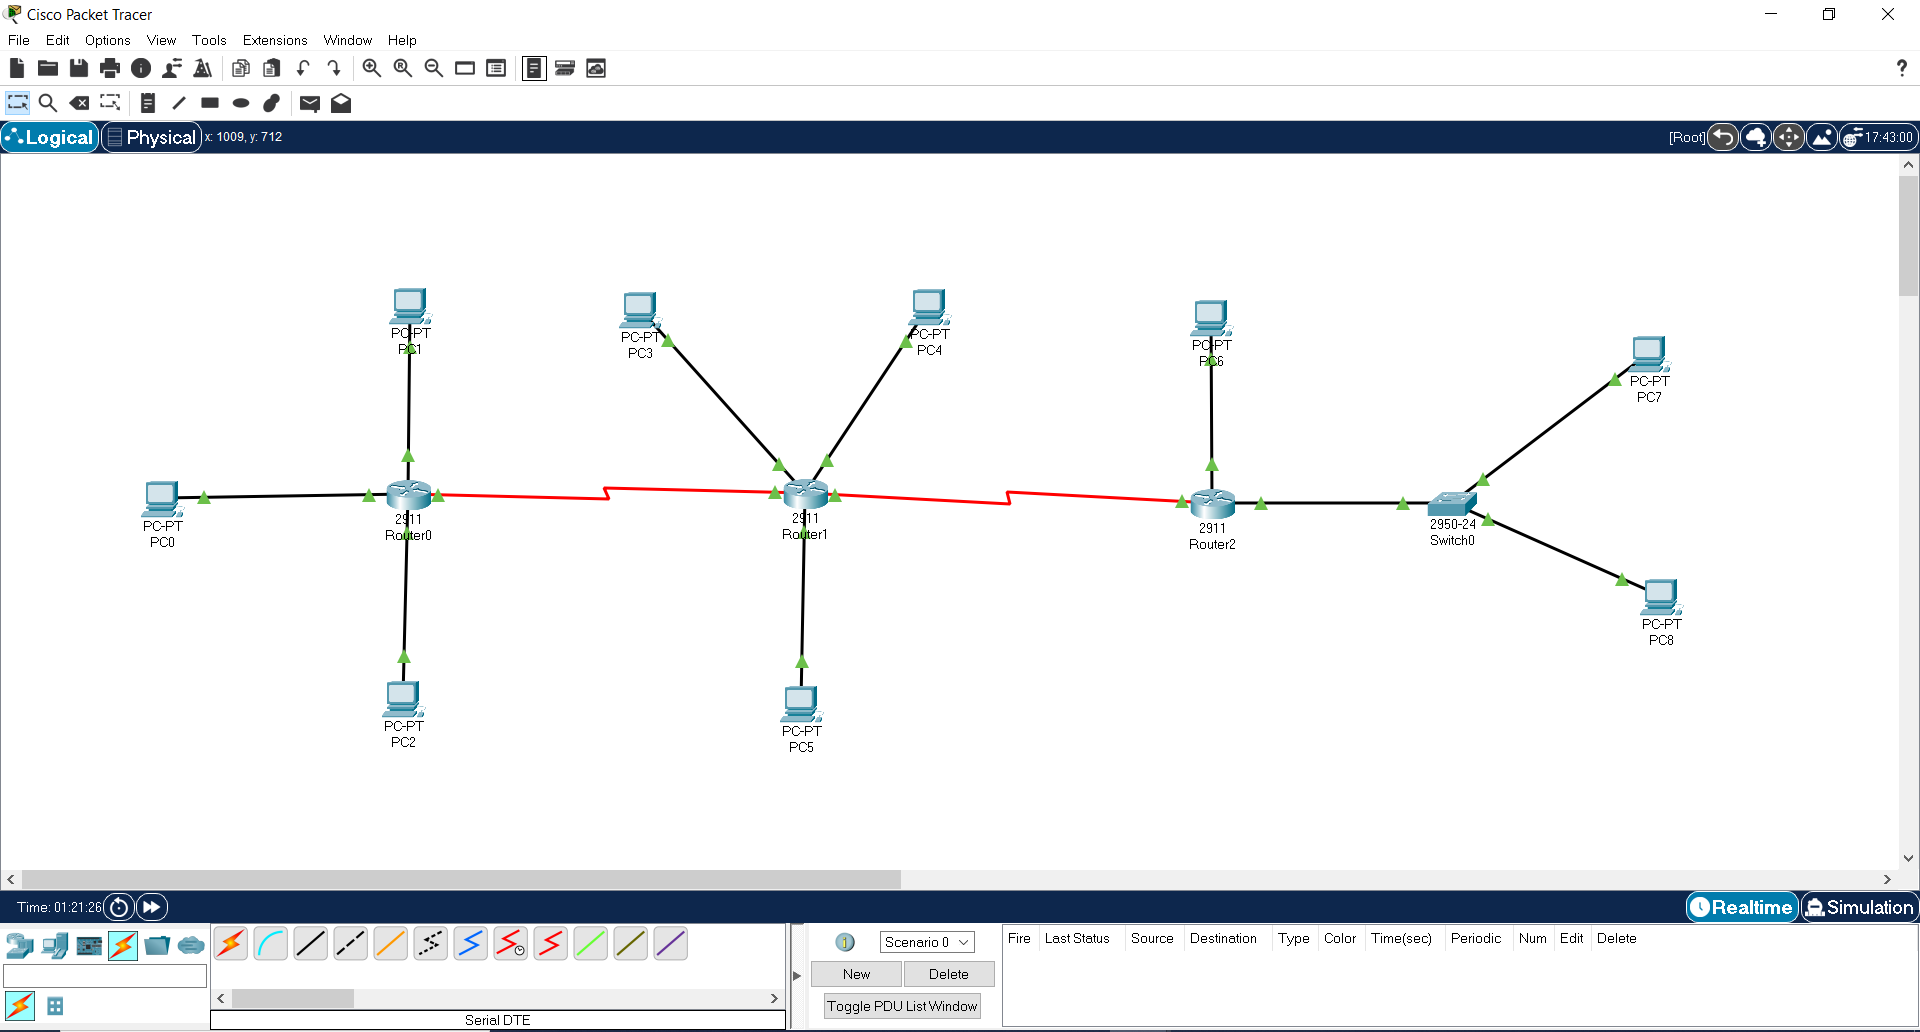 Cisco Packet Tracer
File Edit Options View Tools Extensions Window Help
?
Logical Physical x: 1009, y: 712 [Root] 17:43:00
PC-PT
PC1
PC-PT
PC3
PC-PT
PC4
PC-PT
PC6
PC-PT
PC7
PC-PT
PC0
2911
Router0
2911
Router1
2911
Router2
2950-24
Switch0
PC-PT
PC8
PC-PT
PC2
PC-PT
PC5
Time: 01:21:26 Realtime Simulation
Scenario 0
New Delete
Toggle PDU List Window
Fire Last Status Source Destination Type Color Time(sec) Periodic Num Edit Delete
Serial DTE